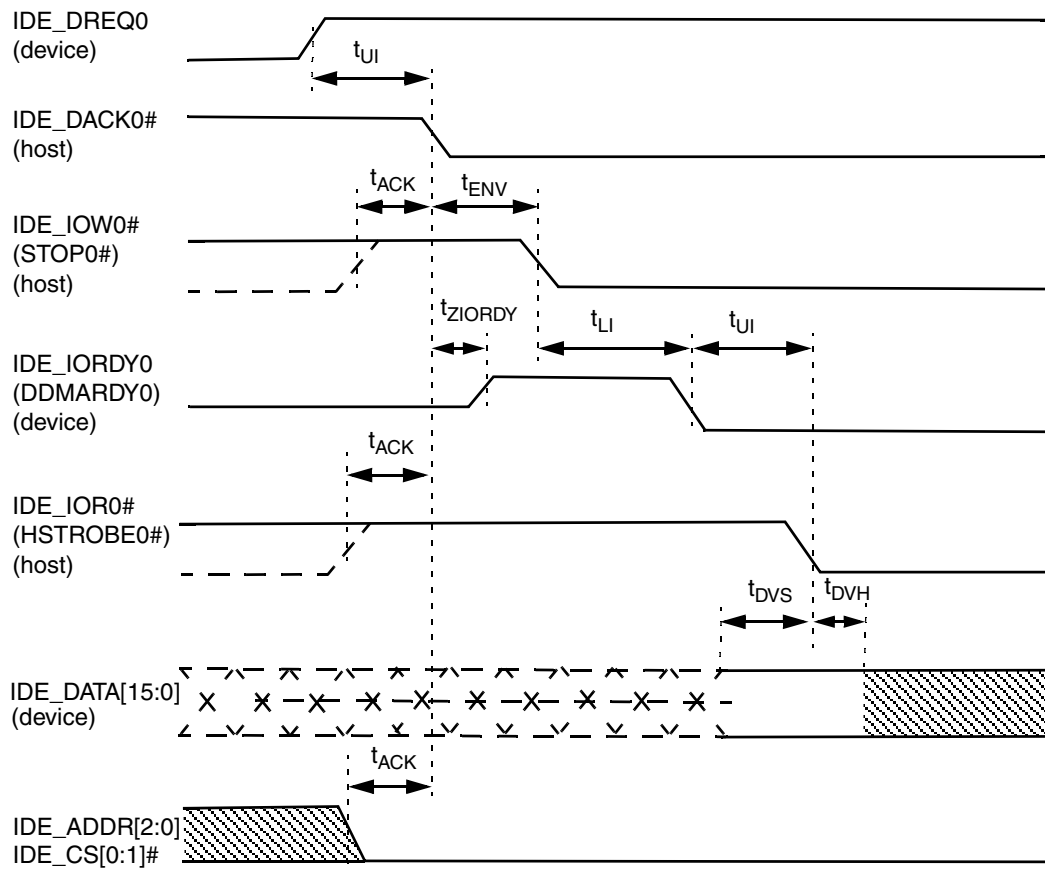 IDE_DREQ0
(device)
tUI
IDE_DACK0#
(host)
tACK
tENV
IDE_IOW0#
(STOP0#)
(host)
tZIORDY
tLI
tUI
IDE_IORDY0
(DDMARDY0)
(device)
tACK
IDE_IOR0#
(HSTROBE0#)
(host)
tDVS
tDVH
IDE_DATA[15:0]
(device)
tACK
IDE_ADDR[2:0]
IDE_CS[0:1]#